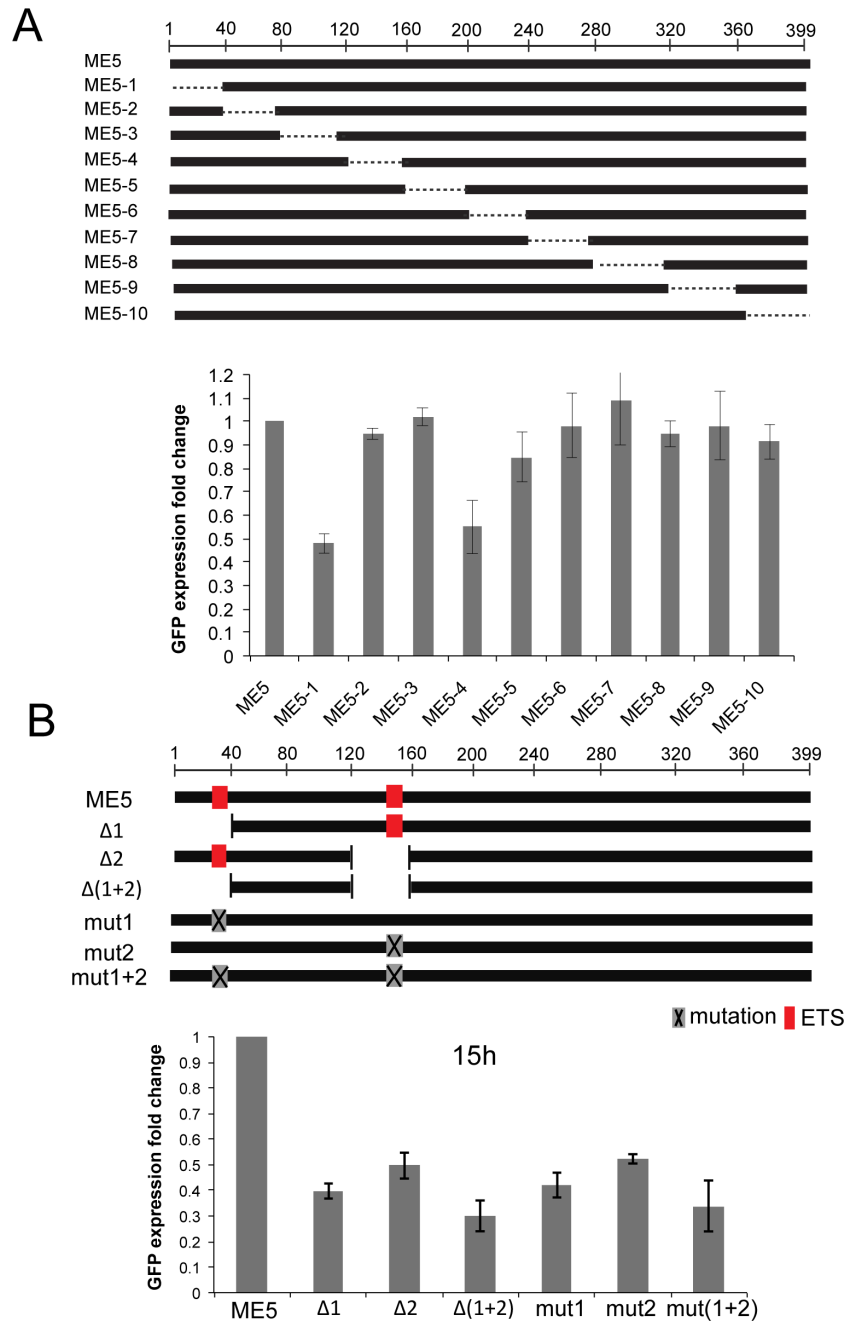 A
1 40 80 120 160 200 240 280 320 360 399
ME5
ME5-1
ME5-2
ME5-3
ME5-4
ME5-5
ME5-6
ME5-7
ME5-8
ME5-9
ME5-10
GFP expression fold change
1.2
1.1
1
0.9
0.8
0.7
0.6
0.5
0.4
0.3
0.2
0.1
0
ME5 ME5-1 ME5-2 ME5-3 ME5-4 ME5-5 ME5-6 ME5-7 ME5-8 ME5-9 ME5-10
B
1 40 80 120 160 200 240 280 320 360 399
ME5
Δ1
Δ2
Δ(1+2)
mut1
mut2
mut1+2
mutation ETS
15h
GFP expression fold change
1
0.9
0.8
0.7
0.6
0.5
0.4
0.3
0.2
0.1
0
ME5 Δ1 Δ2 Δ(1+2) mut1 mut2 mut(1+2)